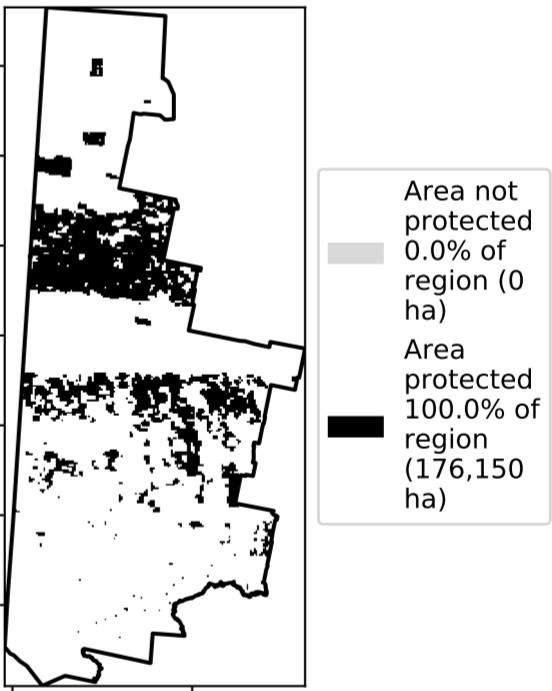 Area not
protected
0.0% of
region (0
ha)
Area
protected
100.0% of
region
(176,150
ha)